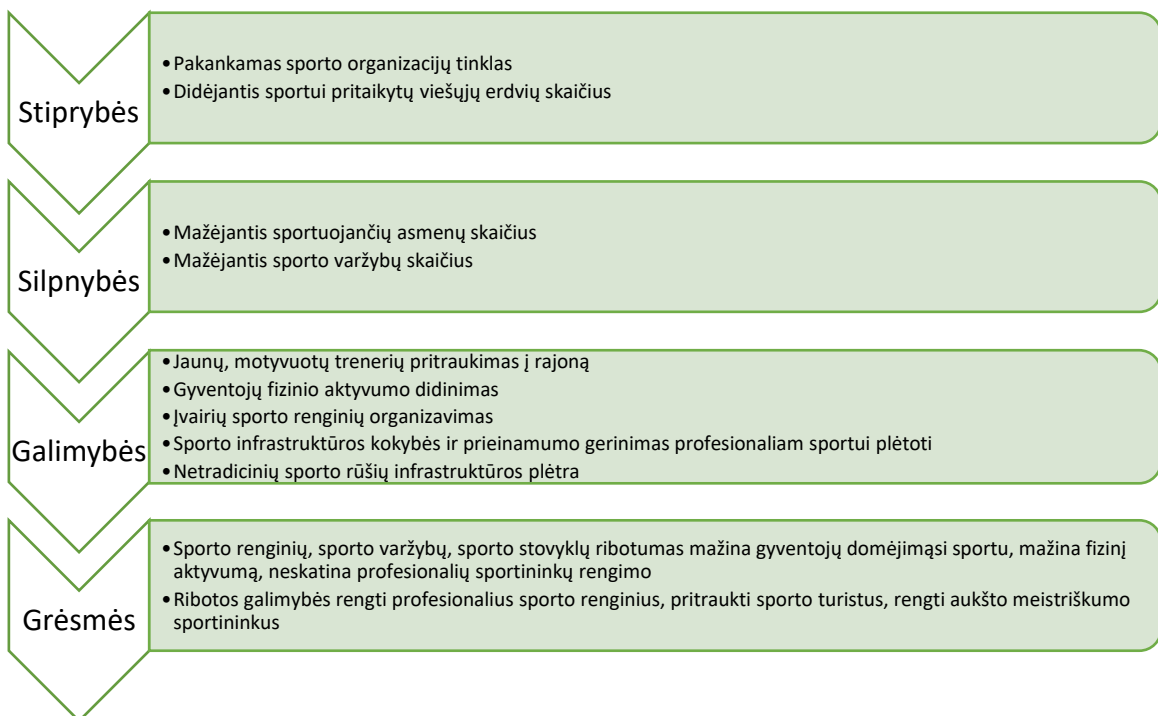 Stiprybės
•Pakankamas sporto organizacijų tinklas
•Didėjantis sportui pritaikytų viešųjų erdvių skaičius
Silpnybės
•Mažėjantis sportuojančių asmenų skaičius
•Mažėjantis sporto varžybų skaičius
Galimybės
•Jaunų, motyvuotų trenerių pritraukimas į rajoną
•Gyventojų fizinio aktyvumo didinimas
•Įvairių sporto renginių organizavimas
•Sporto infrastruktūros kokybės ir prieinamumo gerinimas profesionaliam sportui plėtoti
•Netradicinių sporto rūšių infrastruktūros plėtra
Grėsmės
•Sporto renginių, sporto varžybų, sporto stovyklų ribotumas mažina gyventojų domėjimąsi sportu, mažina fizinį
aktyvumą, neskatina profesionalių sportininkų rengimo
•Ribotos galimybės rengti profesionalius sporto renginius, pritraukti sporto turistus, rengti aukšto meistriškumo
sportininkus